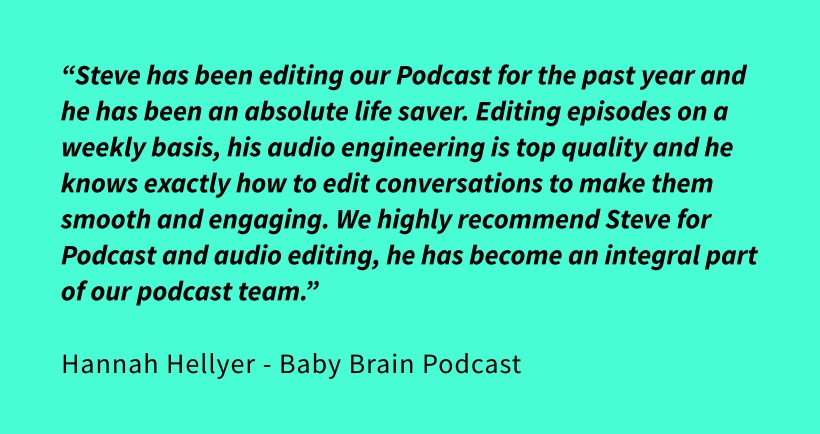 “Steve has been editing our Podcast for the past year and
he has been an absolute life saver. Editing episodes on a
weekly basis, his audio engineering is top quality and he
knows exactly how to edit conversations to make them
smooth and engaging. We highly recommend Steve for
Podcast and audio editing, he has become an integral part
of our podcast team.”
Hannah Hellyer - Baby Brain Podcast